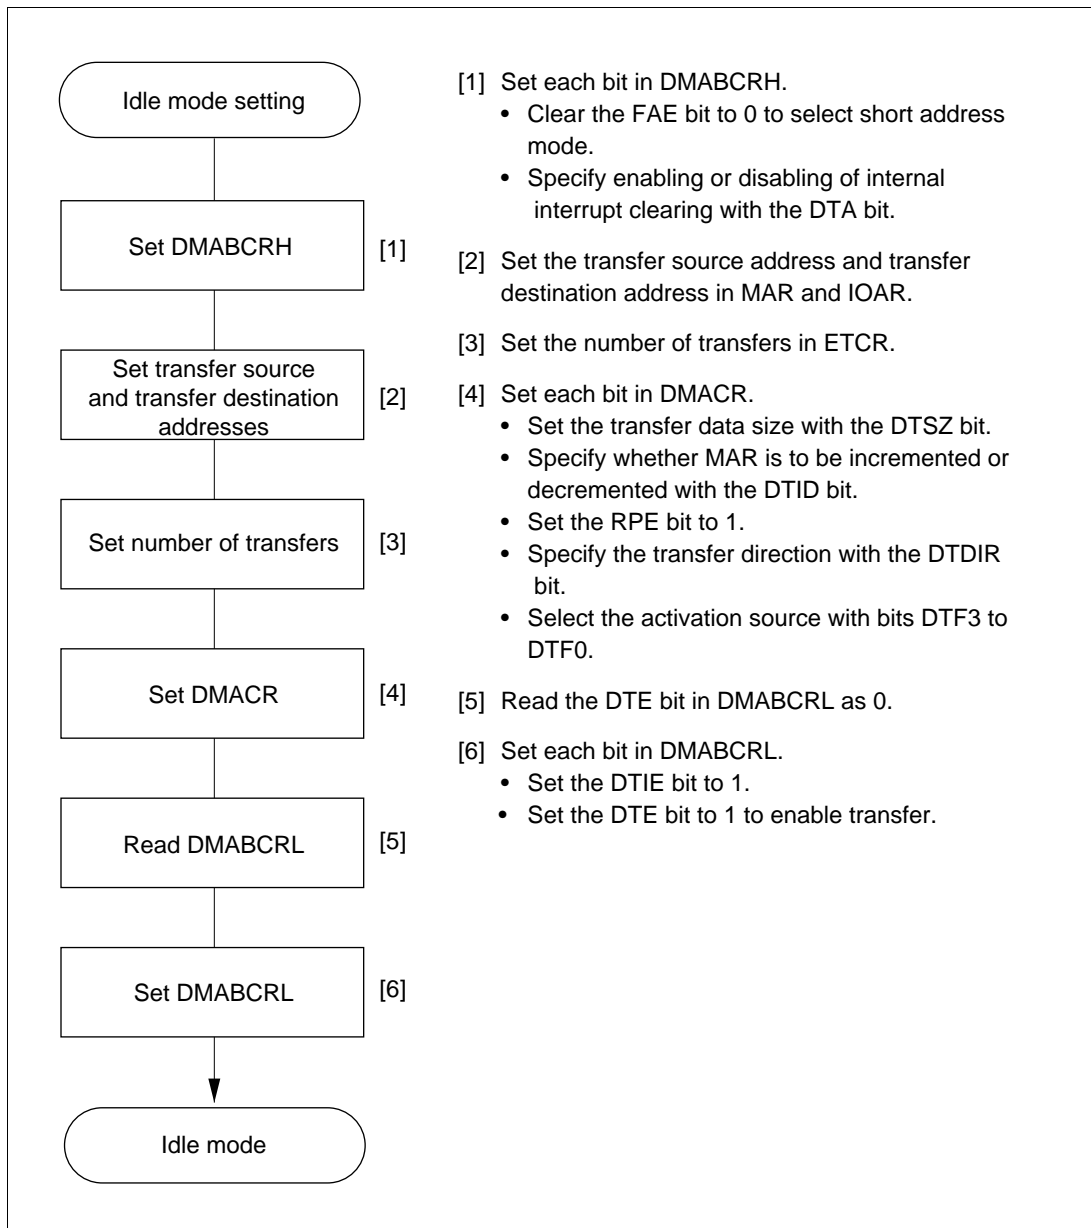 Idle mode setting
Set DMABCRH
[1]
Set transfer source
and transfer destination
addresses
[2]
Set number of transfers
[3]
Set DMACR
[4]
Read DMABCRL
[5]
Set DMABCRL
[6]
Idle mode
[1] Set each bit in DMABCRH.
• Clear the FAE bit to 0 to select short address
mode.
• Specify enabling or disabling of internal
interrupt clearing with the DTA bit.
[2] Set the transfer source address and transfer
destination address in MAR and IOAR.
[3] Set the number of transfers in ETCR.
[4] Set each bit in DMACR.
• Set the transfer data size with the DTSZ bit.
• Specify whether MAR is to be incremented or
decremented with the DTID bit.
• Set the RPE bit to 1.
• Specify the transfer direction with the DTDIR
bit.
• Select the activation source with bits DTF3 to
DTF0.
[5] Read the DTE bit in DMABCRL as 0.
[6] Set each bit in DMABCRL.
• Set the DTIE bit to 1.
• Set the DTE bit to 1 to enable transfer.